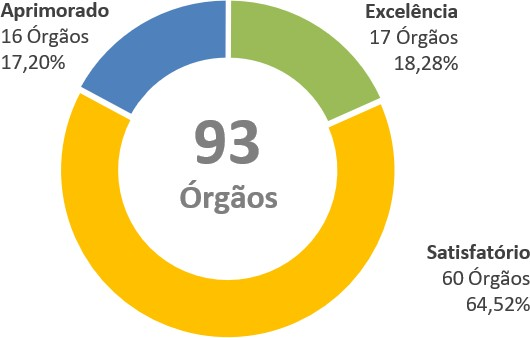 Aprimorado
16 Órgãos
17,20%
Excelência
17 Órgãos
18,28%
93
Órgãos
Satisfatório
60 Órgãos
64,52%